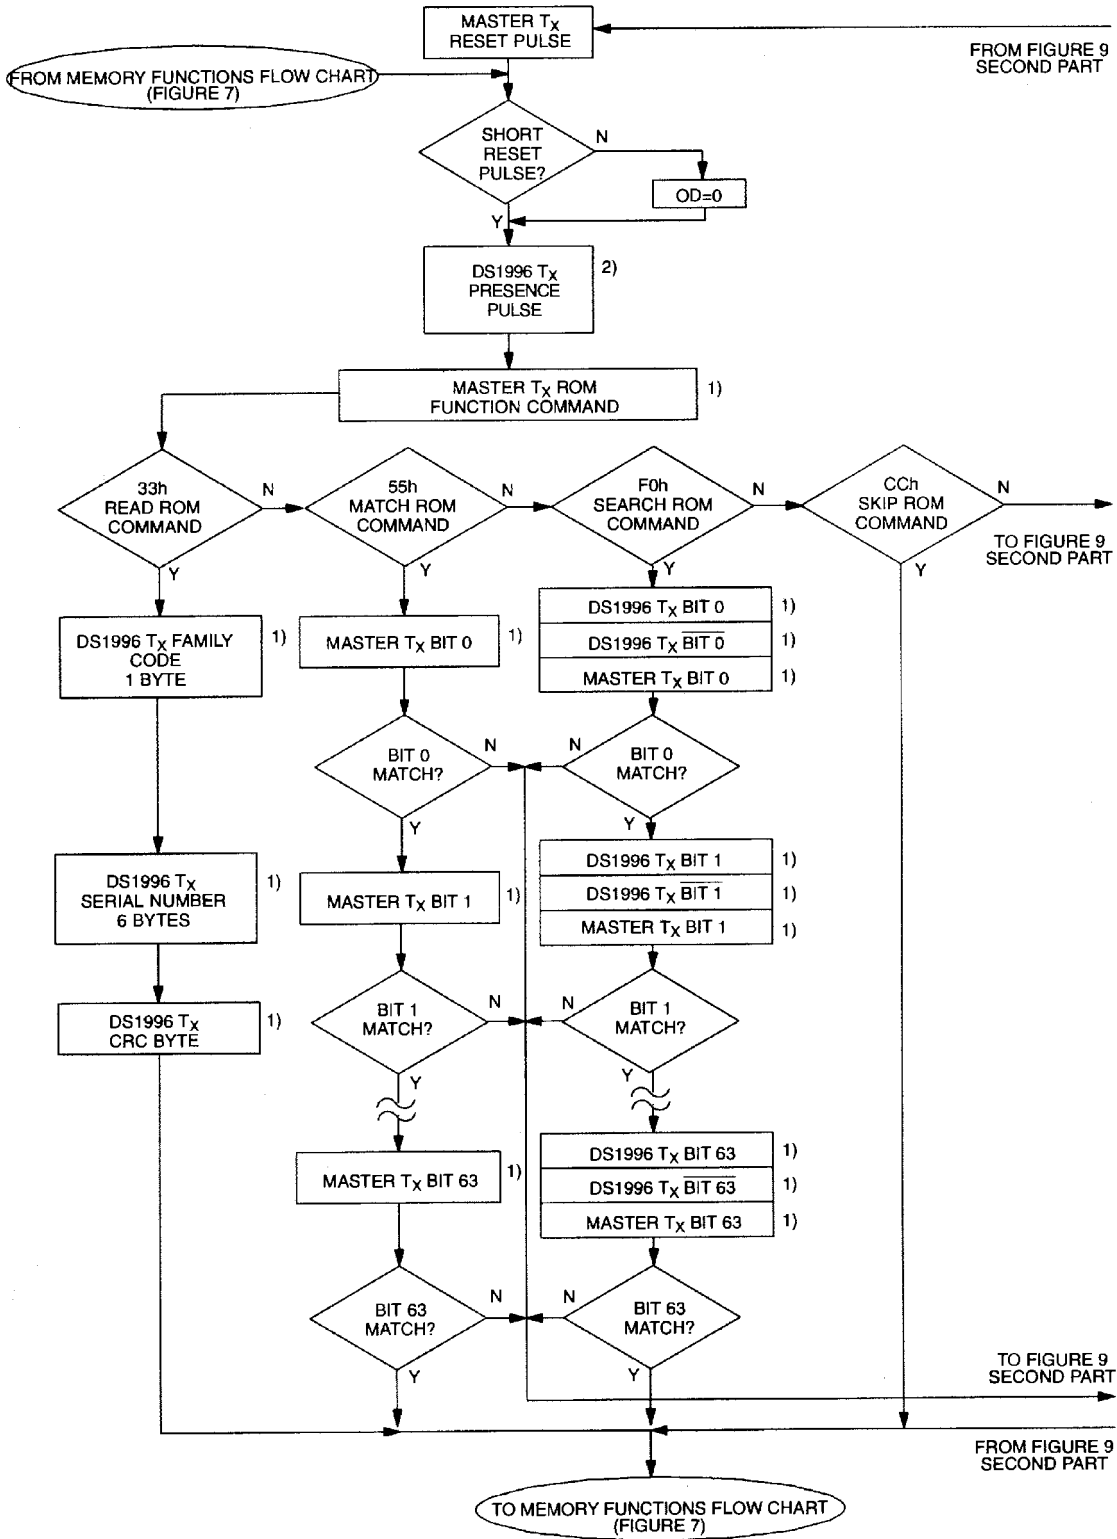 MASTER TX
RESET PULSE
FROM FIGURE 9
SECOND PART
FROM MEMORY FUNCTIONS FLOW CHART
(FIGURE 7)
SHORT
RESET
PULSE?
N
OD=0
Y
DS1996 TX
PRESENCE
PULSE
2)
MASTER TX ROM
FUNCTION COMMAND
1)
33h
READ ROM
COMMAND
N
Y
55h
MATCH ROM
COMMAND
N
Y
F0h
SEARCH ROM
COMMAND
N
Y
CCh
SKIP ROM
COMMAND
N
Y
TO FIGURE 9
SECOND PART
DS1996 TX FAMILY
CODE
1 BYTE
1)
MASTER TX BIT 0
1)
DS1996 TX BIT 0
1)
DS1996 TX B̅I̅T̅ ̅0̅
1)
MASTER TX BIT 0
1)
BIT 0
MATCH?
N
Y
N
BIT 0
MATCH?
Y
DS1996 TX
SERIAL NUMBER
6 BYTES
1)
MASTER TX BIT 1
1)
DS1996 TX BIT 1
1)
DS1996 TX B̅I̅T̅ ̅1̅
1)
MASTER TX BIT 1
1)
BIT 1
MATCH?
N
Y
N
BIT 1
MATCH?
Y
DS1996 TX
CRC BYTE
1)
MASTER TX BIT 63
1)
DS1996 TX BIT 63
1)
DS1996 TX B̅I̅T̅ ̅6̅3̅
1)
MASTER TX BIT 63
1)
BIT 63
MATCH?
N
Y
N
BIT 63
MATCH?
Y
TO FIGURE 9
SECOND PART
FROM FIGURE 9
SECOND PART
TO MEMORY FUNCTIONS FLOW CHART
(FIGURE 7)